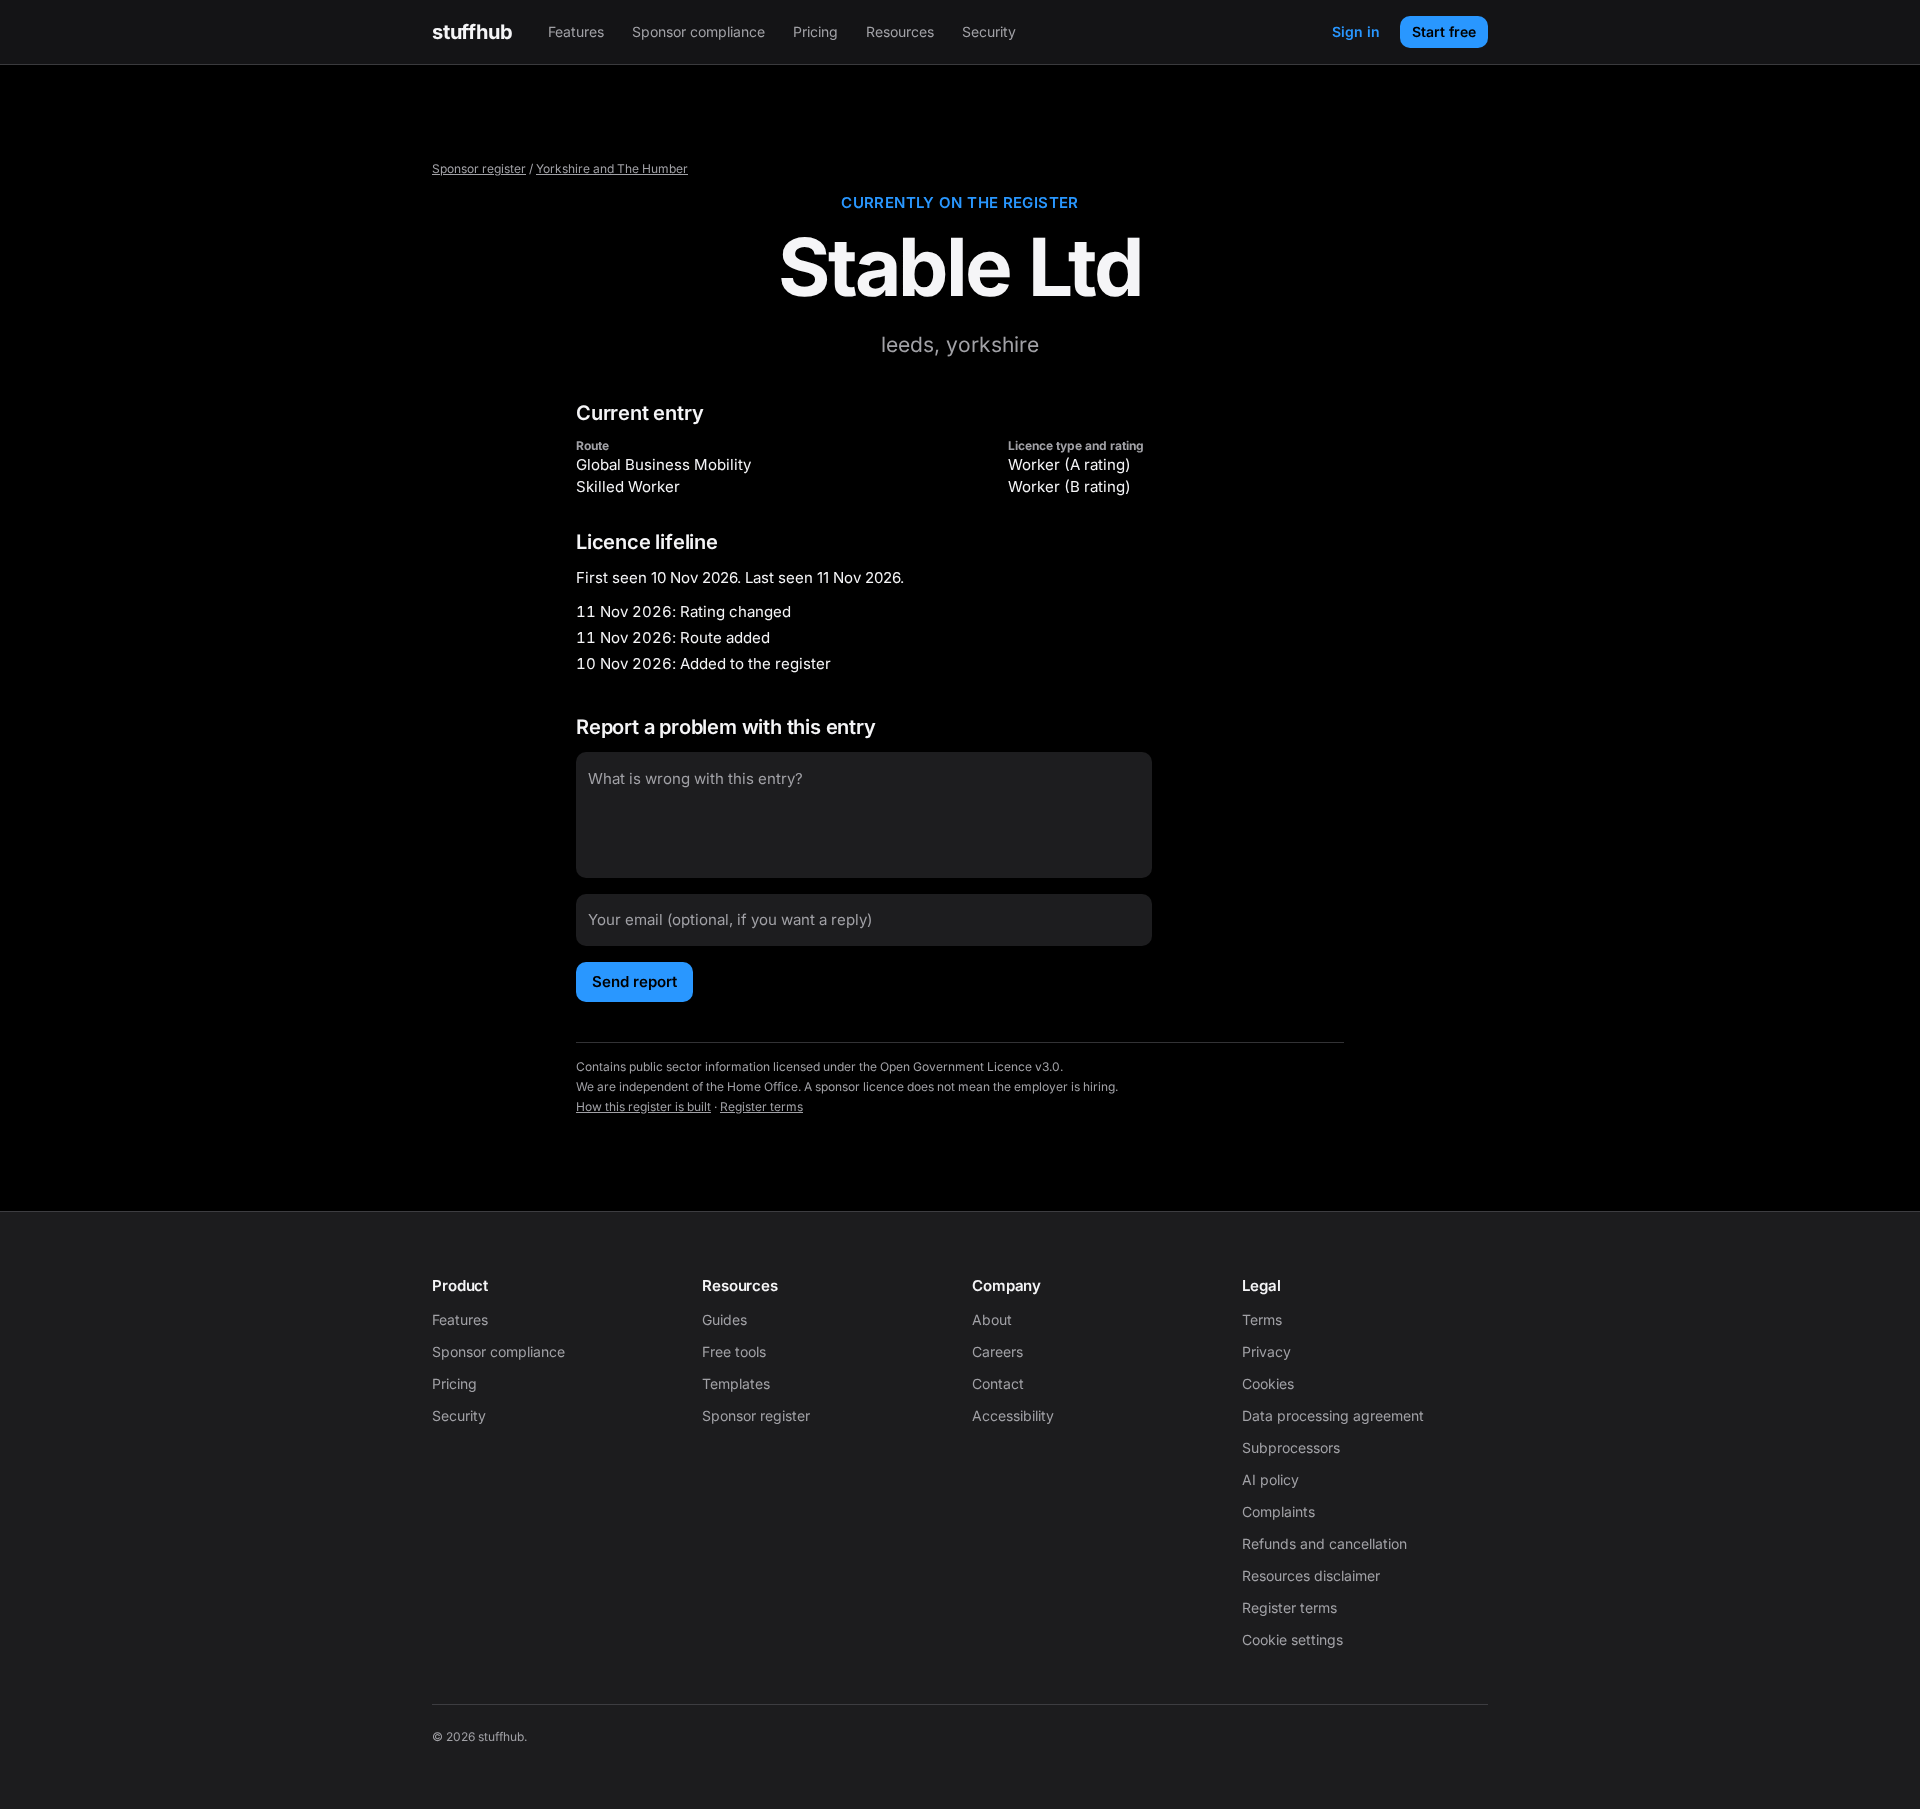 stuffhub Features Sponsor compliance Pricing Resources Security Sign in Start free
Sponsor register / Yorkshire and The Humber
CURRENTLY ON THE REGISTER
Stable Ltd
leeds, yorkshire
Current entry
Route Licence type and rating
Global Business Mobility Worker (A rating)
Skilled Worker Worker (B rating)
Licence lifeline
First seen 10 Nov 2026. Last seen 11 Nov 2026.
11 Nov 2026: Rating changed
11 Nov 2026: Route added
10 Nov 2026: Added to the register
Report a problem with this entry
What is wrong with this entry?
Your email (optional, if you want a reply)
Send report
Contains public sector information licensed under the Open Government Licence v3.0.
We are independent of the Home Office. A sponsor licence does not mean the employer is hiring.
How this register is built · Register terms
Product
Features
Sponsor compliance
Pricing
Security
Resources
Guides
Free tools
Templates
Sponsor register
Company
About
Careers
Contact
Accessibility
Legal
Terms
Privacy
Cookies
Data processing agreement
Subprocessors
AI policy
Complaints
Refunds and cancellation
Resources disclaimer
Register terms
Cookie settings
© 2026 stuffhub.